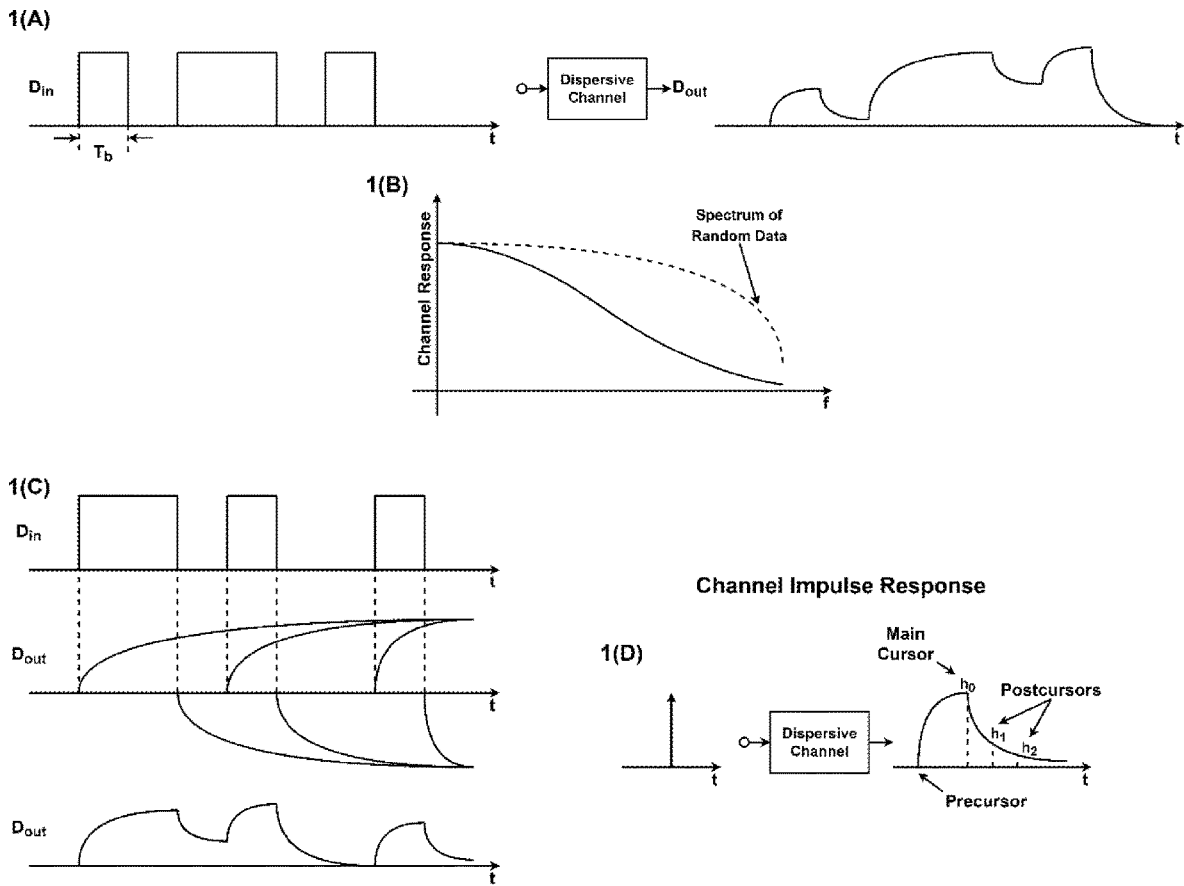 1(A)
D_in
T_b
t
Dispersive
Channel
D_out
t
1(B)
Channel Response
Spectrum of
Random Data
f
1(C)
D_in
t
D_out
t
D_out
t
Channel Impulse Response
1(D)
t
Dispersive
Channel
Main
Cursor
h_0
Postcursors
h_1
h_2
t
Precursor